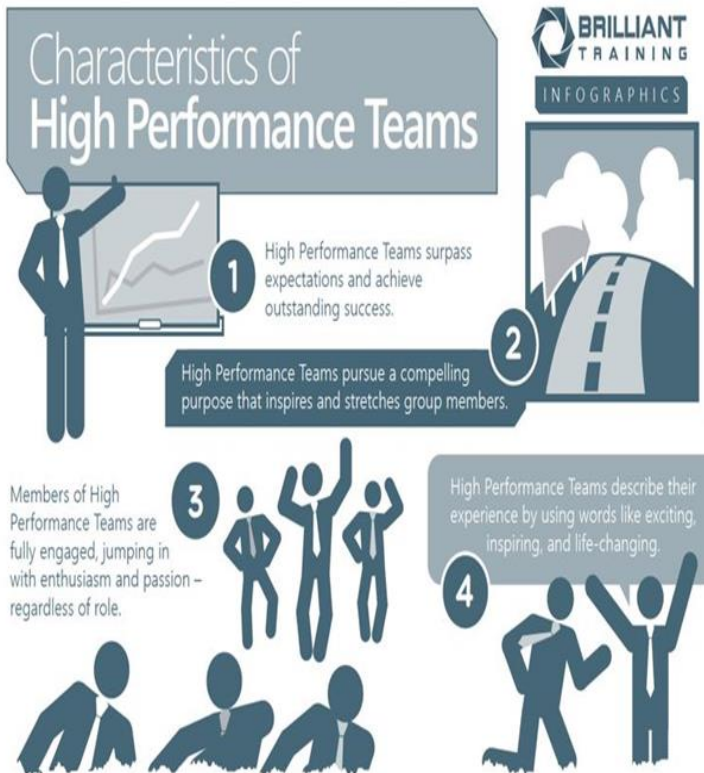 Characteristics of
High Performance Teams
BRILLIANT
TRAINING
INFOGRAPHICS
1
High Performance Teams surpass
expectations and achieve
outstanding success.
2
High Performance Teams pursue a compelling
purpose that inspires and stretches group members.
3
Members of High
Performance Teams are
fully engaged, jumping in
with enthusiasm and passion –
regardless of role.
4
High Performance Teams describe their
experience by using words like exciting,
inspiring, and life-changing.